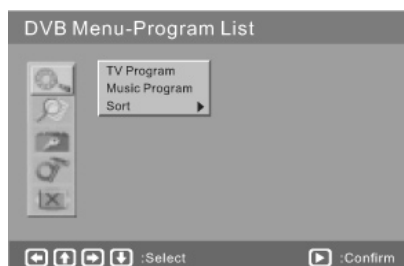 DVB Menu-Program List
TV Program
Music Program
Sort
:Select :Confirm